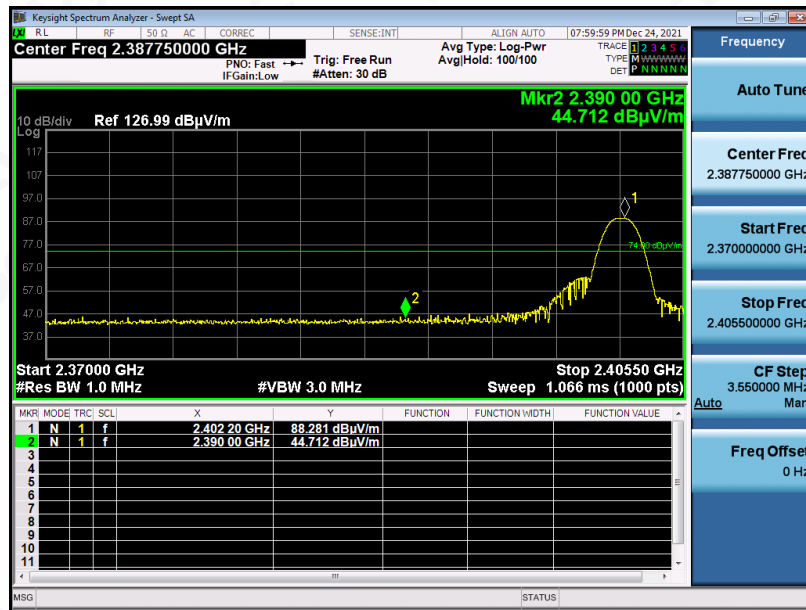 Keysight Spectrum Analyzer - Swept SA
LXI RL RF 50 Ω AC CORREC SENSE:INT ALIGN AUTO 07:59:59 PM Dec 24, 2021
Center Freq 2.387750000 GHz
PNO: Fast
IFGain:Low
Trig: Free Run
#Atten: 30 dB
Avg Type: Log-Pwr
Avg|Hold: 100/100
TRACE 1 2 3 4 5 6
TYPE M WWWWW
DET P N N N N N
Frequency
Mkr2 2.390 00 GHz
44.712 dBµV/m
10 dB/div Ref 126.99 dBµV/m
Log
117
107
97.0
87.0
77.0
67.0
57.0
47.0
37.0
1
74.00 dBµV/m
2
Start 2.37000 GHz Stop 2.40550 GHz
#Res BW 1.0 MHz #VBW 3.0 MHz Sweep 1.066 ms (1000 pts)
MKR MODE TRC SCL X Y FUNCTION FUNCTION WIDTH FUNCTION VALUE
1 N 1 f 2.402 20 GHz 88.281 dBµV/m
2 N 1 f 2.390 00 GHz 44.712 dBµV/m
3
4
5
6
7
8
9
10
11
MSG STATUS
Auto Tune
Center Freq
2.387750000 GHz
Start Freq
2.370000000 GHz
Stop Freq
2.405500000 GHz
CF Step
3.550000 MHz
Auto Man
Freq Offset
0 Hz